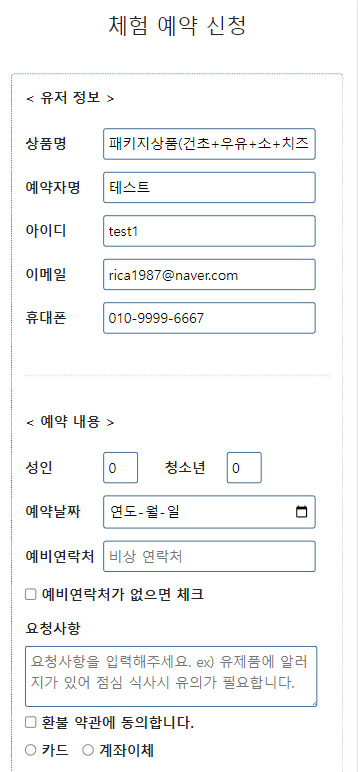 체험 예약 신청
< 유저 정보 >
상품명 패키지상품(건초+우유+소+치즈
예약자명 테스트
아이디 test1
이메일 rica1987@naver.com
휴대폰 010-9999-6667
< 예약 내용 >
성인 0 청소년 0
예약날짜 연도-월-일
예비연락처 비상 연락처
예비연락처가 없으면 체크
요청사항
요청사항을 입력해주세요. ex) 유제품에 알러
지가 있어 점심 식사시 유의가 필요합니다.
환불 약관에 동의합니다.
카드 계좌이체